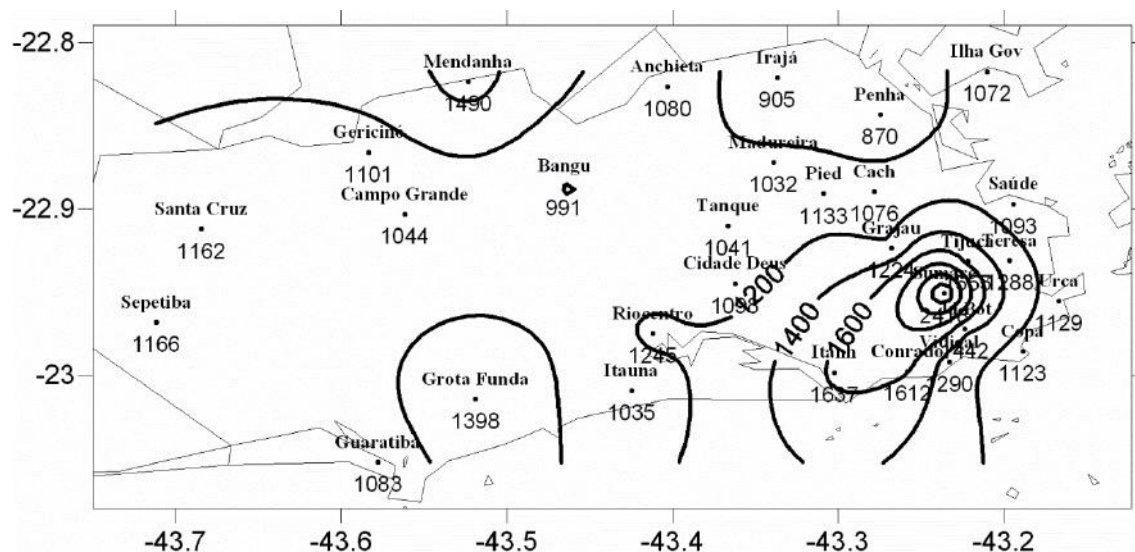 -22.8
Mendanha
1490
Anchieta
1080
Irajá
905
Ilha Gov
1072
Penha
870
Gericinó
1101
Madureira
1032
Bangu
991
Pied
1133
Cach
1076
Campo Grande
1044
Saúde
1093
-22.9
Santa Cruz
1162
Tanque
1041
Grajau
1224
Tijuca
Teresa
1288
Cidade Deus
1098
1200
Urca
1129
Sepetiba
1166
Riocentro
1245
1400
1600
Vidigal
Copa
1123
-23
Itanh
1637
Conrado
1612
290
442
Grota Funda
1398
Itauna
1035
Guaratiba
1083
-43.7
-43.6
-43.5
-43.4
-43.3
-43.2